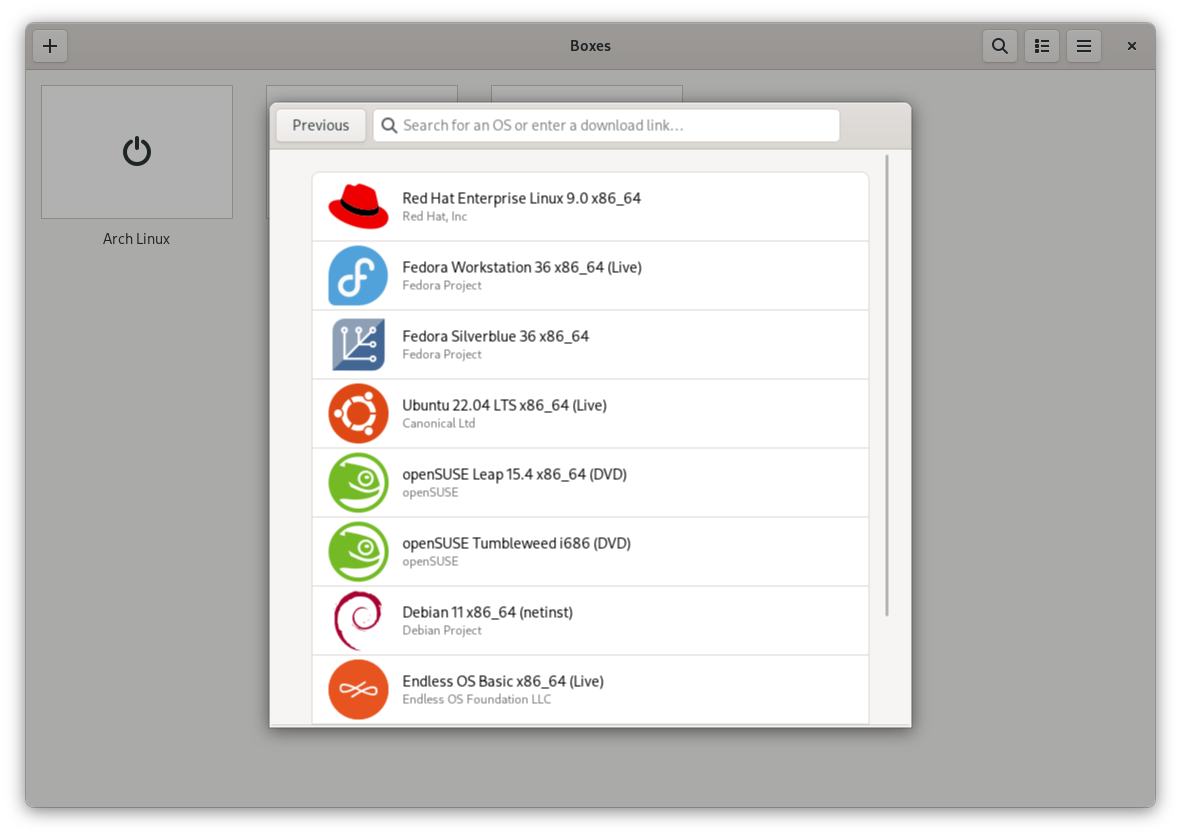 Boxes
Arch Linux
Previous
Search for an OS or enter a download link...
Red Hat Enterprise Linux 9.0 x86_64
Red Hat, Inc
Fedora Workstation 36 x86_64 (Live)
Fedora Project
Fedora Silverblue 36 x86_64
Fedora Project
Ubuntu 22.04 LTS x86_64 (Live)
Canonical Ltd
openSUSE Leap 15.4 x86_64 (DVD)
openSUSE
openSUSE Tumbleweed i686 (DVD)
openSUSE
Debian 11 x86_64 (netinst)
Debian Project
Endless OS Basic x86_64 (Live)
Endless OS Foundation LLC